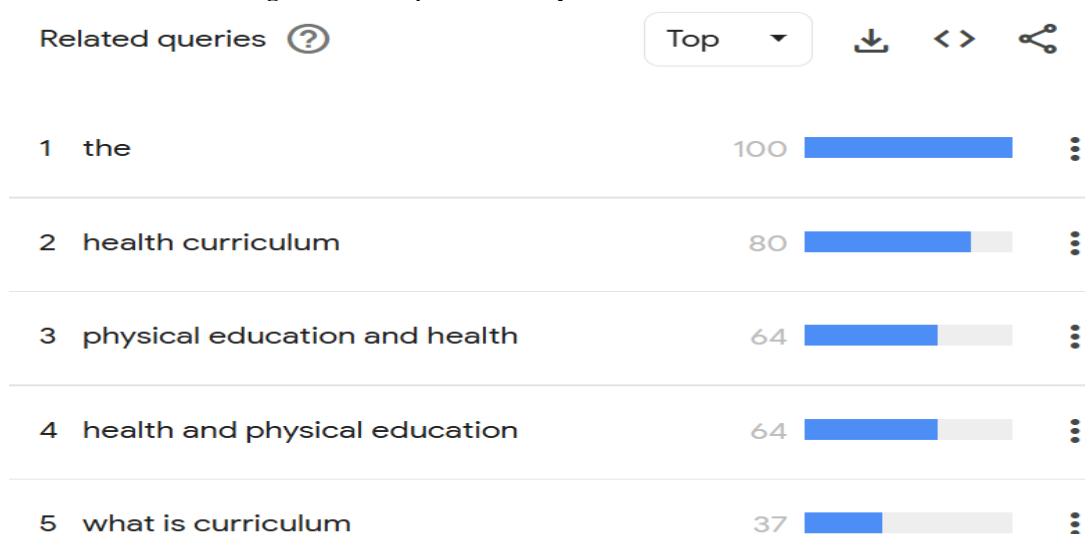 Related queries ?
Top
1 the 100
2 health curriculum 80
3 physical education and health 64
4 health and physical education 64
5 what is curriculum 37